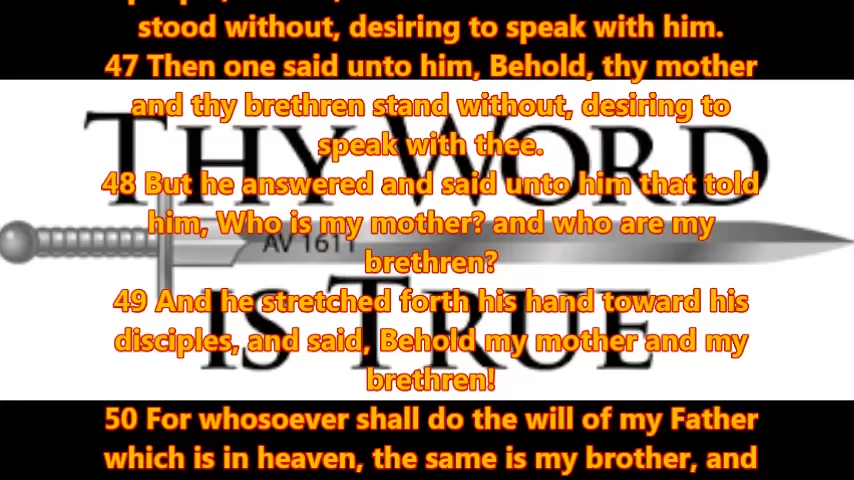 stood without, desiring to speak with him.
47 Then one said unto him, Behold, thy mother
and thy brethren stand without, desiring to
speak with thee.
48 But he answered and said unto him that told
him, Who is my mother? and who are my
brethren?
49 And he stretched forth his hand toward his
disciples, and said, Behold my mother and my
brethren!
50 For whosoever shall do the will of my Father
which is in heaven, the same is my brother, and
THY WORD
AV 1611
IS TRUE